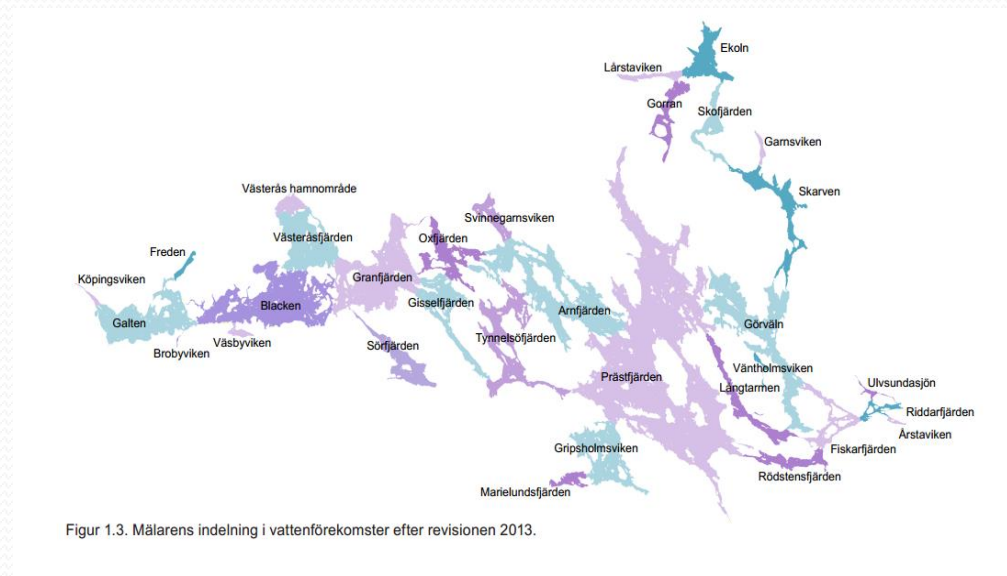 Ekoln
Lårstaviken
Gorran
Skofjärden
Garnsviken
Skarven
Västerås hamnområde
Svinnegarnsviken
Västeråsfjärden
Oxfjärden
Freden
Köpingsviken
Granfjärden
Blacken
Gisselfjärden
Arnfjärden
Galten
Görväln
Brobyviken
Väsbyviken
Sörfjärden
Tynnelsöfjärden
Väntholmsviken
Prästfjärden
Långtarmen
Ulvsundasjön
Riddarfjärden
Årstaviken
Fiskarfjärden
Gripsholmsviken
Rödstensfjärden
Marielundsfjärden
Figur 1.3. Mälarens indelning i vattenförekomster efter revisionen 2013.